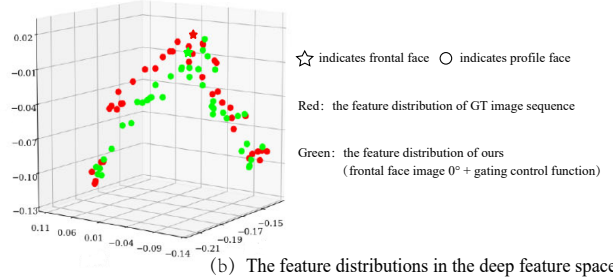 0.02
−0.01
−0.04
−0.07
−0.10
−0.13
0.11 0.06 0.01 −0.04 −0.09 −0.14
−0.21 −0.19 −0.17 −0.15
☆ indicates frontal face ○ indicates profile face
Red: the feature distribution of GT image sequence
Green: the feature distribution of ours
(frontal face image 0° + gating control function)
(b) The feature distributions in the deep feature space